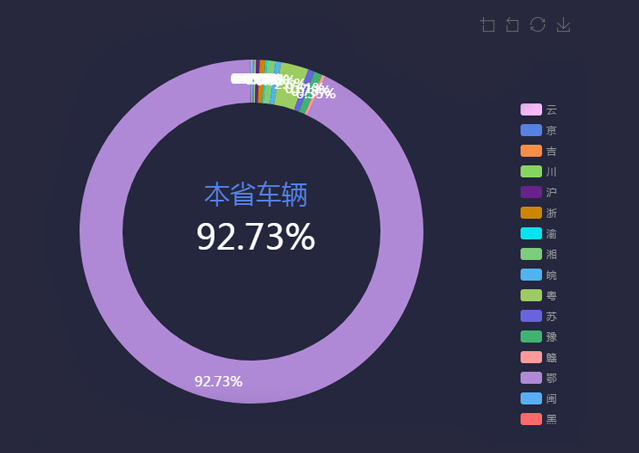 本省车辆
92.73%
92.73%
云
京
吉
川
沪
浙
渝
湘
皖
粤
苏
豫
赣
鄂
闽
黑